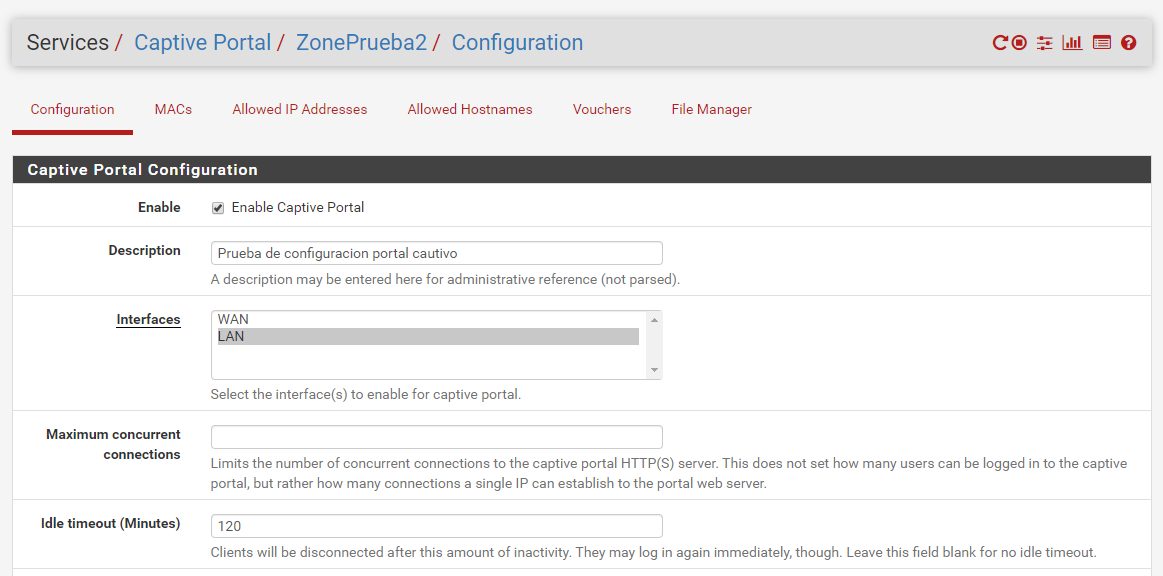 Services / Captive Portal / ZonePrueba2 / Configuration
Configuration MACs Allowed IP Addresses Allowed Hostnames Vouchers File Manager
Captive Portal Configuration
Enable Enable Captive Portal
Description Prueba de configuracion portal cautivo
A description may be entered here for administrative reference (not parsed).
Interfaces WAN
LAN
Select the interface(s) to enable for captive portal.
Maximum concurrent
connections
Limits the number of concurrent connections to the captive portal HTTP(S) server. This does not set how many users can be logged in to the captive
portal, but rather how many connections a single IP can establish to the portal web server.
Idle timeout (Minutes) 120
Clients will be disconnected after this amount of inactivity. They may log in again immediately, though. Leave this field blank for no idle timeout.